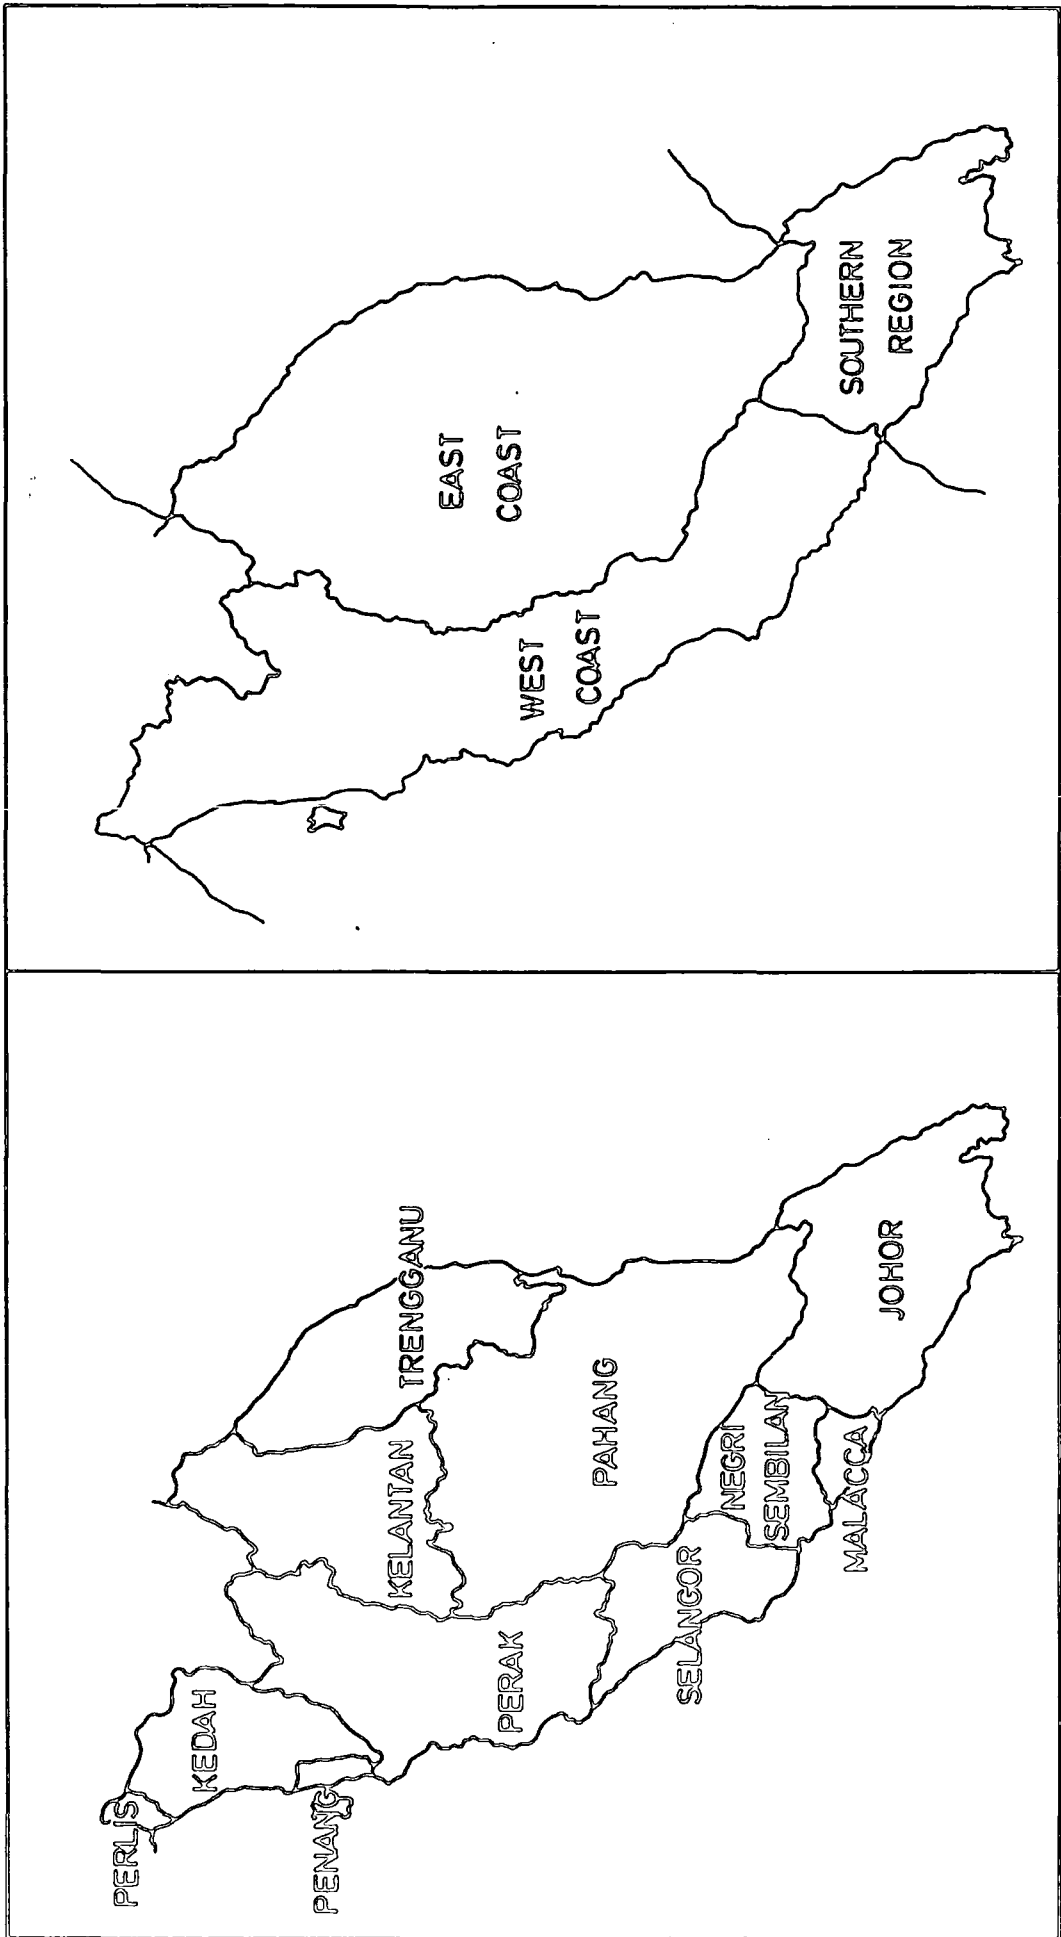 PERLIS
KEDAH
PENANG
PERAK
KELANTAN
TRENGGANU
PAHANG
SELANGOR
NEGRI
SEMBILAN
MALACCA
JOHOR
EAST
COAST
WEST
COAST
SOUTHERN
REGION